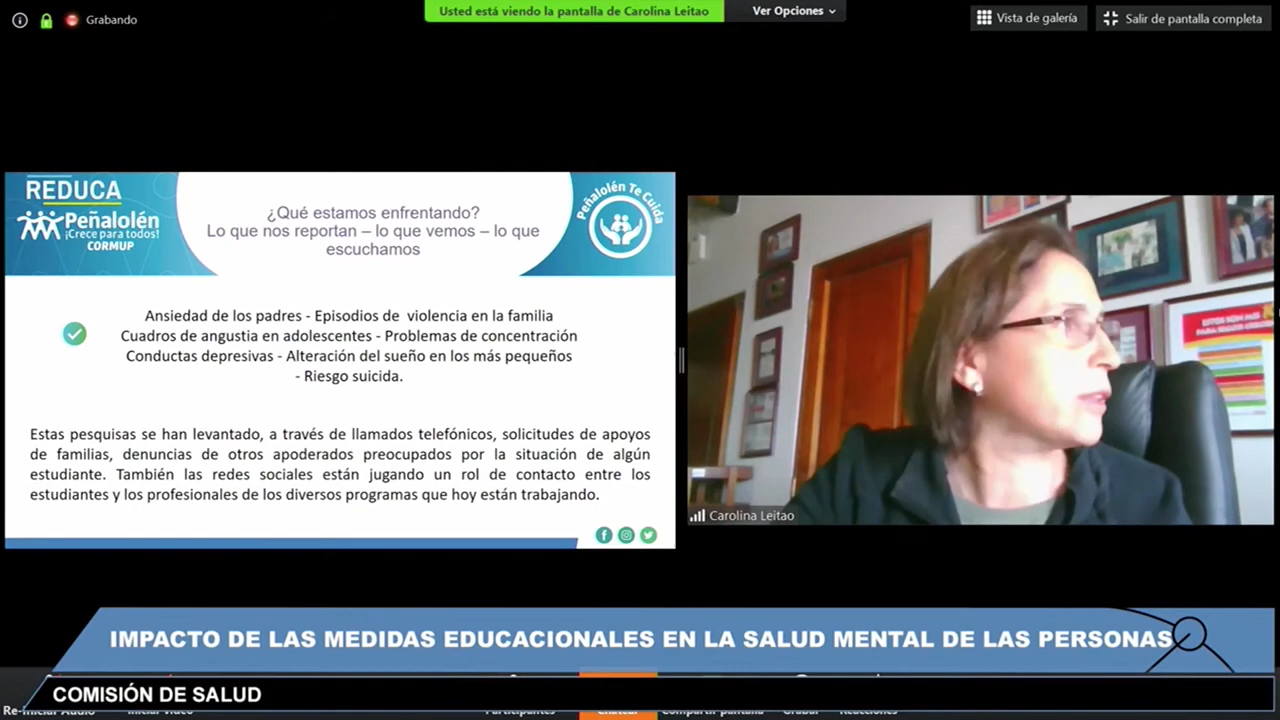 Grabando
Usted está viendo la pantalla de Carolina Leitao
Ver Opciones
Vista de galería
Salir de pantalla completa
REDUCA
Peñalolén
¡Crece para todos!
CORMUP
¿Qué estamos enfrentando?
Lo que nos reportan – lo que vemos – lo que
escuchamos
Peñalolén Te Cuida
Ansiedad de los padres - Episodios de violencia en la familia
Cuadros de angustia en adolescentes - Problemas de concentración
Conductas depresivas - Alteración del sueño en los más pequeños
- Riesgo suicida.
Estas pesquisas se han levantado, a través de llamados telefónicos, solicitudes de apoyos
de familias, denuncias de otros apoderados preocupados por la situación de algún
estudiante. También las redes sociales están jugando un rol de contacto entre los
estudiantes y los profesionales de los diversos programas que hoy están trabajando.
Carolina Leitao
IMPACTO DE LAS MEDIDAS EDUCACIONALES EN LA SALUD MENTAL DE LAS PERSONAS
COMISIÓN DE SALUD